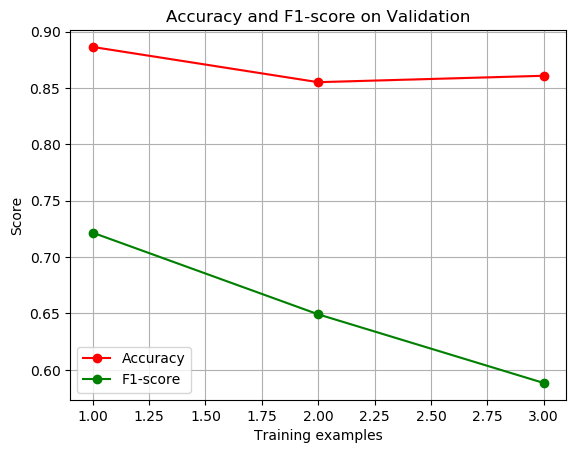 Accuracy and F1-score on Validation
0.90
0.85
0.80
0.75
0.70
0.65
0.60
Score
Accuracy
F1-score
1.00 1.25 1.50 1.75 2.00 2.25 2.50 2.75 3.00
Training examples